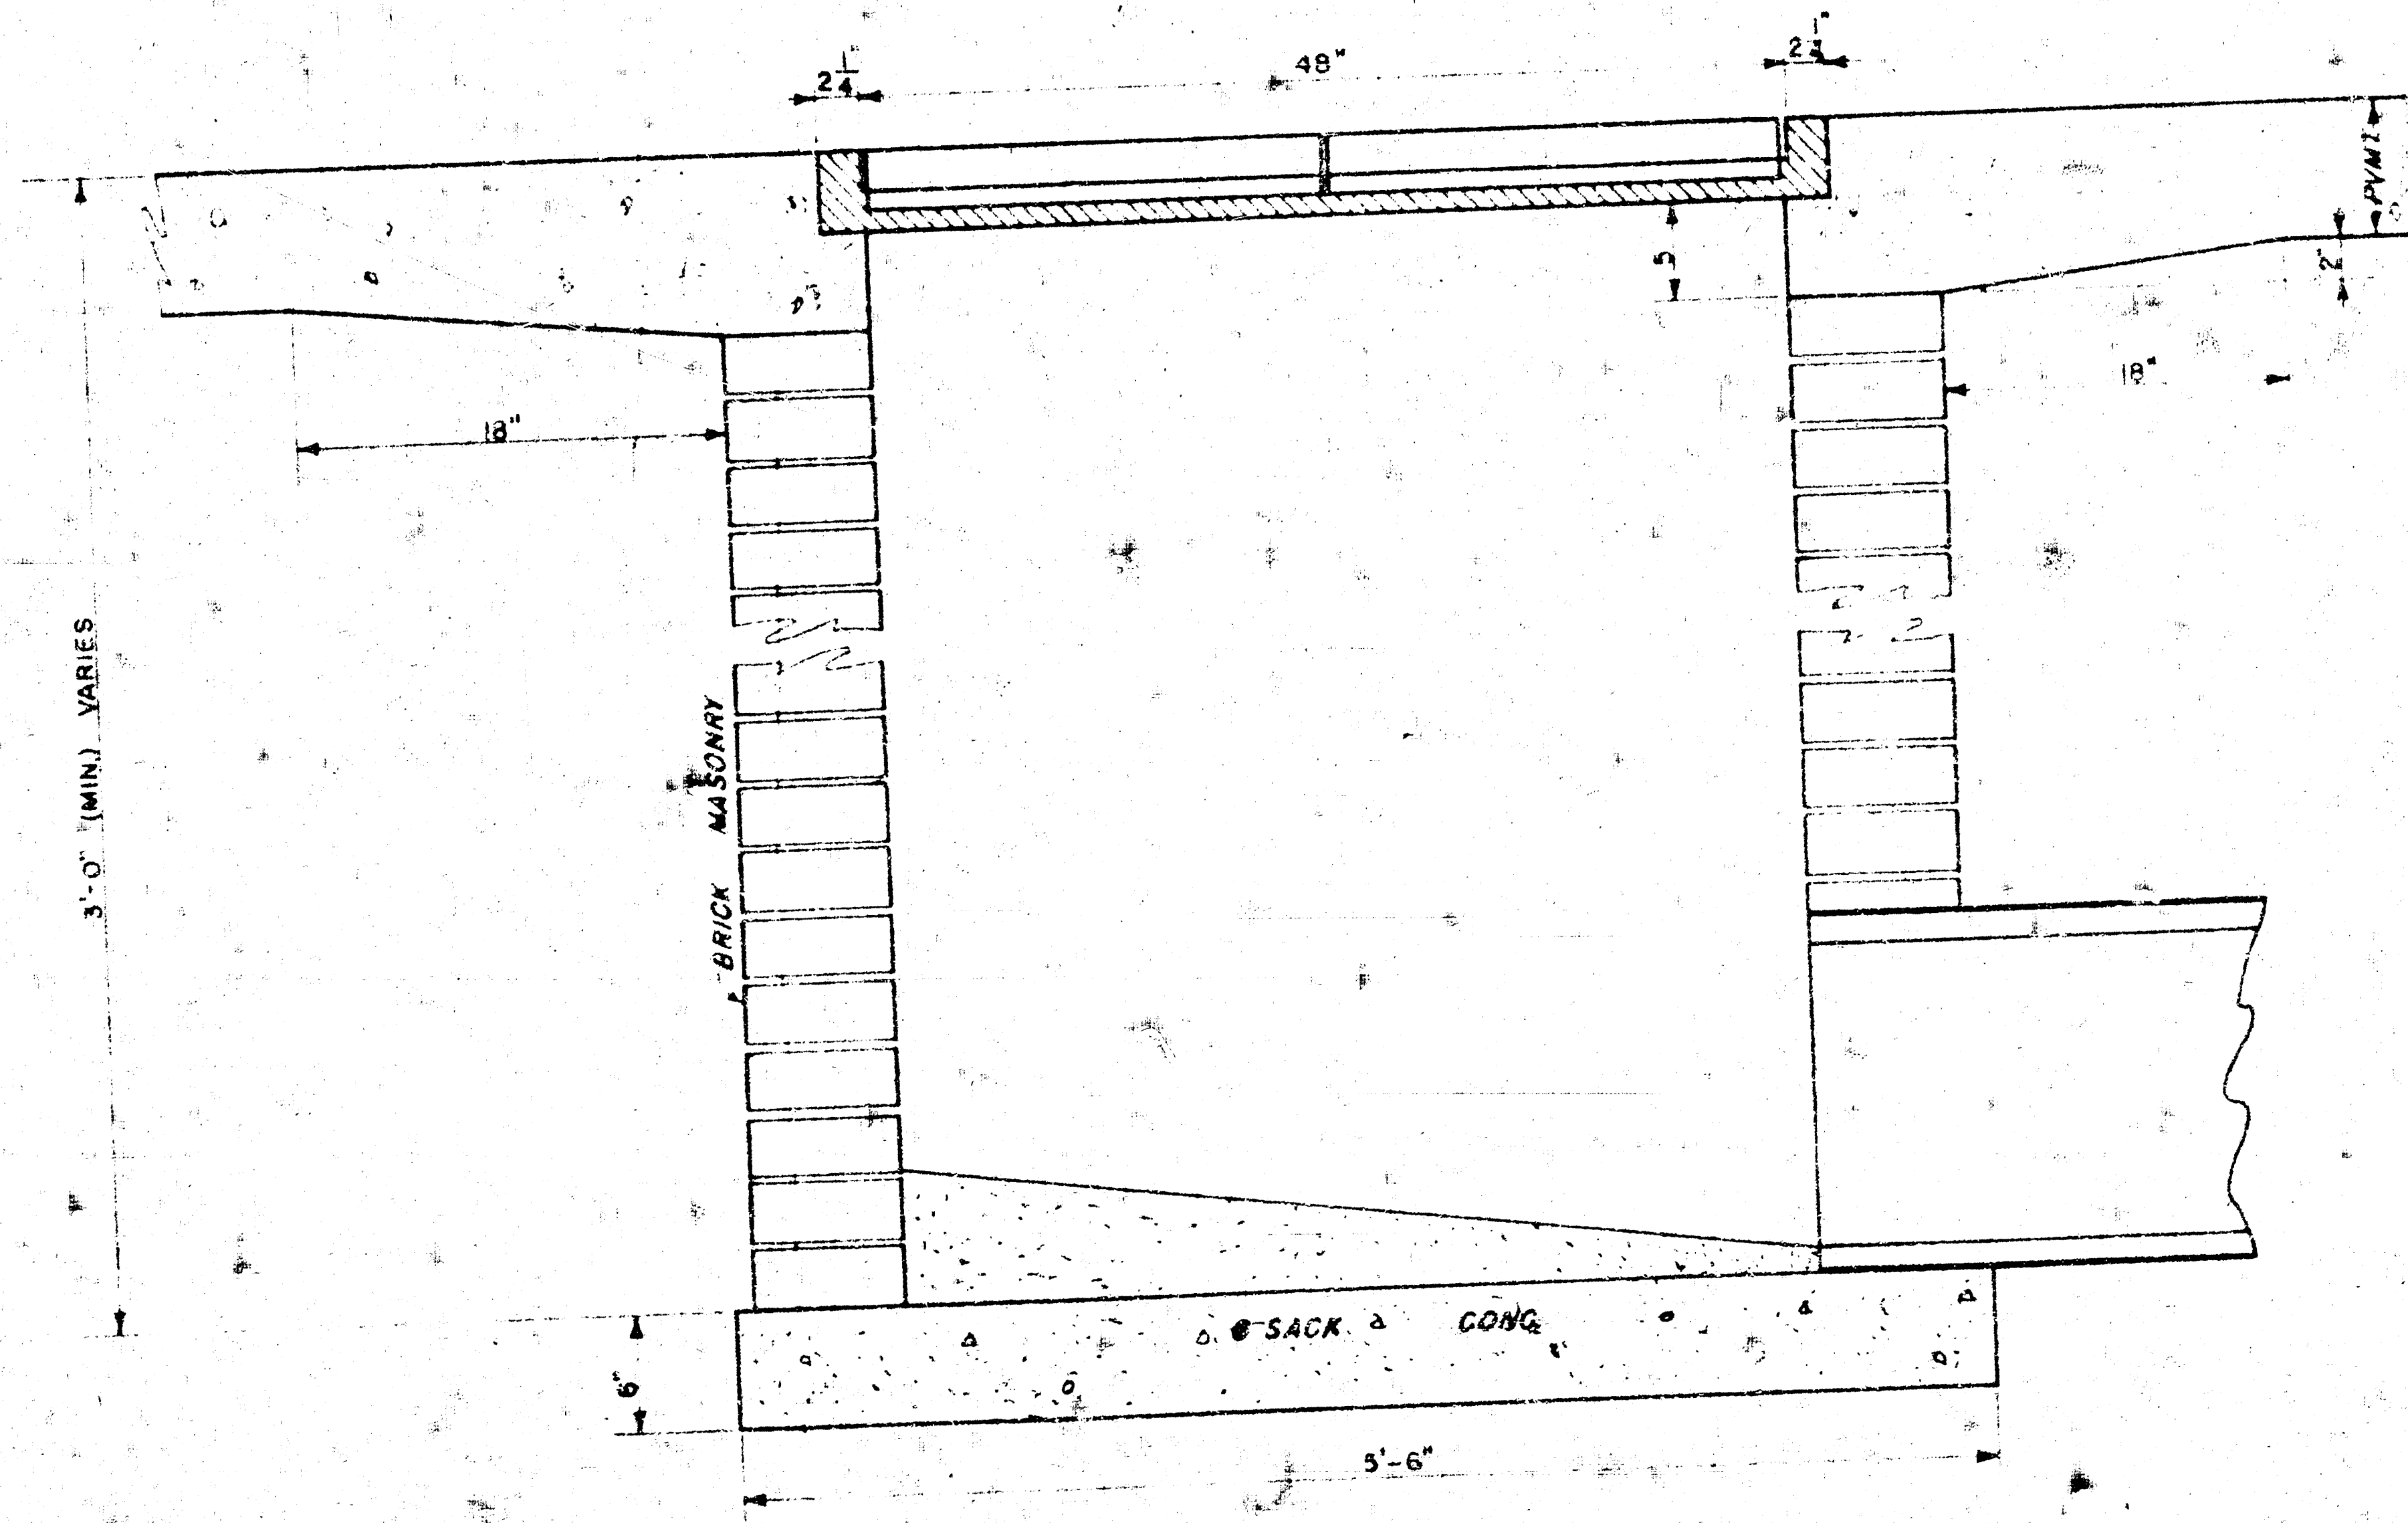 2 1/4"
48"
2 1/4"
PVMT.
5
2"
18"
18"
3'-0" (MIN.) VARIES
BRICK MASONRY
SACK CONC.
6"
5'-6"